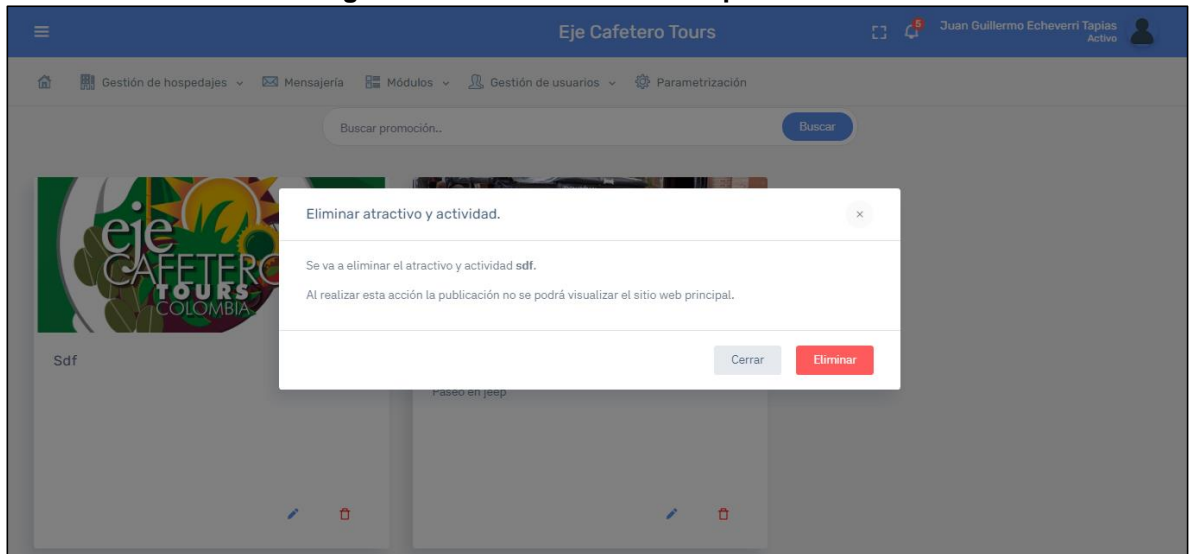 Eje Cafetero Tours
5
Juan Guillermo Echeverri Tapias
Activo
Gestión de hospedajes
Mensajería
Módulos
Gestión de usuarios
Parametrización
Buscar promoción..
Buscar
eje
CAFETERO
TOURS
COLOMBIA
Eliminar atractivo y actividad.
×
Se va a eliminar el atractivo y actividad sdf.
Al realizar esta acción la publicación no se podrá visualizar el sitio web principal.
Cerrar
Eliminar
Sdf
Paseo en jeep